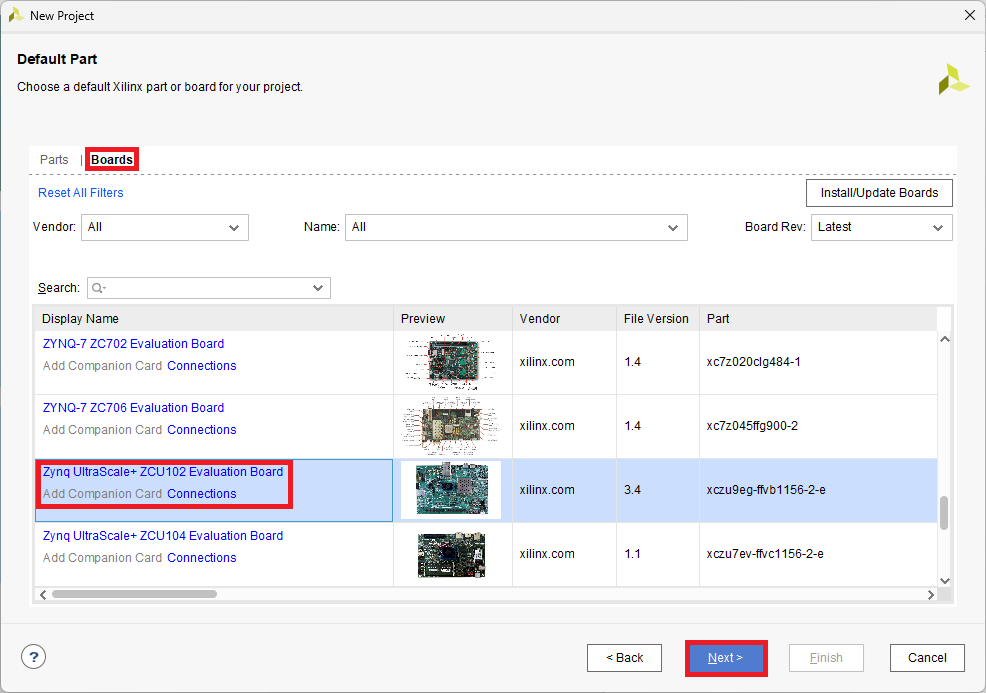 New Project
Default Part
Choose a default Xilinx part or board for your project.
Parts | Boards
Reset All Filters
Install/Update Boards
Vendor: All
Name: All
Board Rev: Latest
Search:
Display Name Preview Vendor File Version Part
ZYNQ-7 ZC702 Evaluation Board
Add Companion Card Connections
xilinx.com 1.4 xc7z020clg484-1
ZYNQ-7 ZC706 Evaluation Board
Add Companion Card Connections
xilinx.com 1.4 xc7z045ffg900-2
Zynq UltraScale+ ZCU102 Evaluation Board
Add Companion Card Connections
xilinx.com 3.4 xczu9eg-ffvb1156-2-e
Zynq UltraScale+ ZCU104 Evaluation Board
Add Companion Card Connections
xilinx.com 1.1 xczu7ev-ffvc1156-2-e
?
< Back
Next >
Finish
Cancel